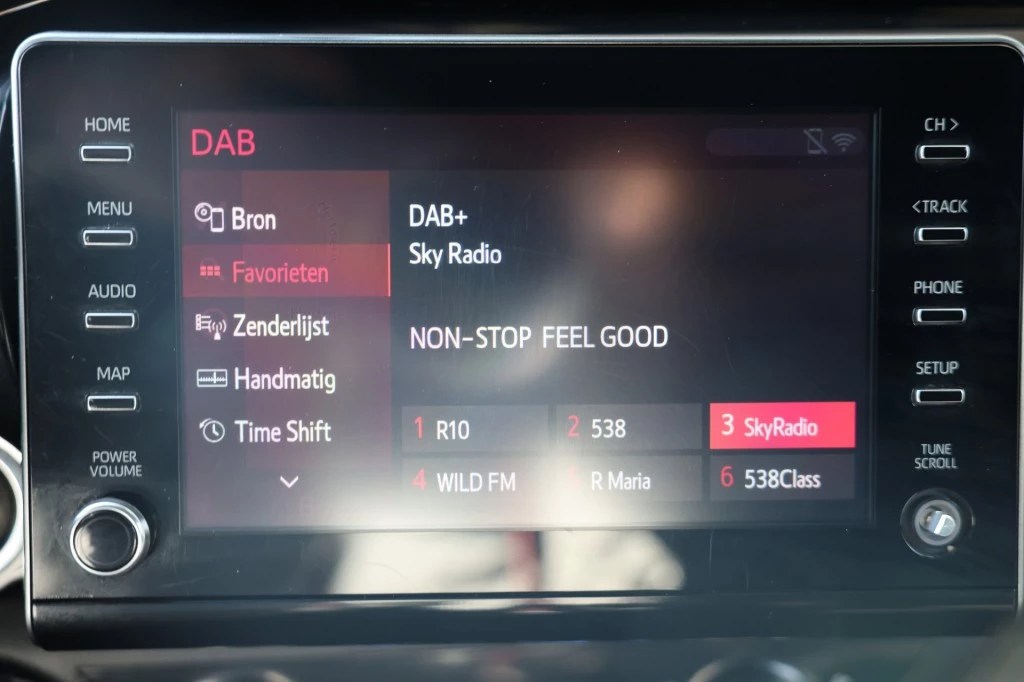 HOME
MENU
AUDIO
MAP
POWER
VOLUME
DAB
Bron
Favorieten
Zenderlijst
Handmatig
Time Shift
DAB+
Sky Radio
NON-STOP FEEL GOOD
1 R10
2 538
3 SkyRadio
4 WILD FM
5 R Maria
6 538Class
CH >
<TRACK
PHONE
SETUP
TUNE
SCROLL